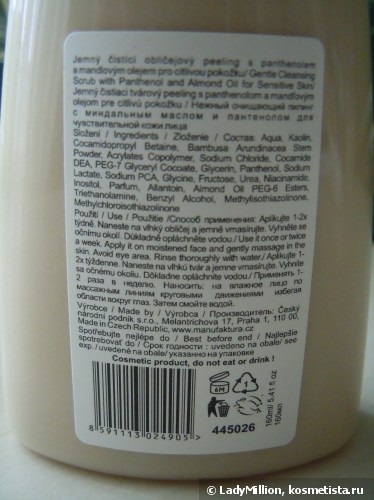 Jemný čisticí obličejový peeling s panthenolem
a mandlovým olejem pro citlivou pokožku/ Gentle Cleansing
Scrub with Panthenol and Almond Oil for Sensitive Skin/
Jemný čistiaci tvárový peeling s panthenolom a mandľovým
olejom pre citlivú pokožku / Нежный очищающий пилинг
с миндальным маслом и пантенолом для
чувствительной кожи лица
Složení / Ingredients / Zloženie / Состав: Aqua, Kaolin,
Cocamidopropyl Betaine, Bambusa Arundinacea Stem
Powder, Acrylates Copolymer, Sodium Chloride, Cocamide
DEA, PEG-7 Glyceryl Cocoate, Glycerin, Panthenol, Sodium
Lactate, Sodium PCA, Glycine, Fructose, Urea, Niacinamide,
Inositol, Parfum, Allantoin, Almond Oil PEG-6 Esters,
Triethanolamine, Benzyl Alcohol, Methylisothiazolinone,
Methylchloroisothiazolinone
Použití / Use / Použitie /Способ применения: Aplikujte 1-2x
týdně. Naneste na vlhký obličej a jemně vmasírujte. Vyhněte se
očnímu okolí. Důkladně opláchněte vodou./ Use it once or twice
a week. Apply it on moistened face and gently massage in the
skin. Avoid eye area. Rinse thoroughly with water./ Aplikujte 1-
2x týždenne. Naneste na vlhkú tvár a jemne vmasírujte. Vyhnite
sa očnému okoliu. Dôkladne opláchnite vodou./ Применять 1-
2 раза в неделю. Наносить: на влажное лицо по
массажным линиям круговыми движениями избегая
области вокруг глаз. Затем смойте водой.
Výrobce / Made by / Výrobca / Производитель: Český
národní podnik s.r.o., Melantrichova 17, Praha 1, 110 00.
Made in Czech Republic. www.manufaktura.cz
Spotřebujte nejlépe do / Best before end / Najlepšie
do / Срок годности : uvedeno na obalu/ see
exp./ uvedené na obale/ указано на упаковке
Cosmetic product, do not eat or drink !
6M
1
445026
160ml/ 5.41 fl oz
160мл
8 591113 024905 >
© LadyMillion, kosmetista.ru